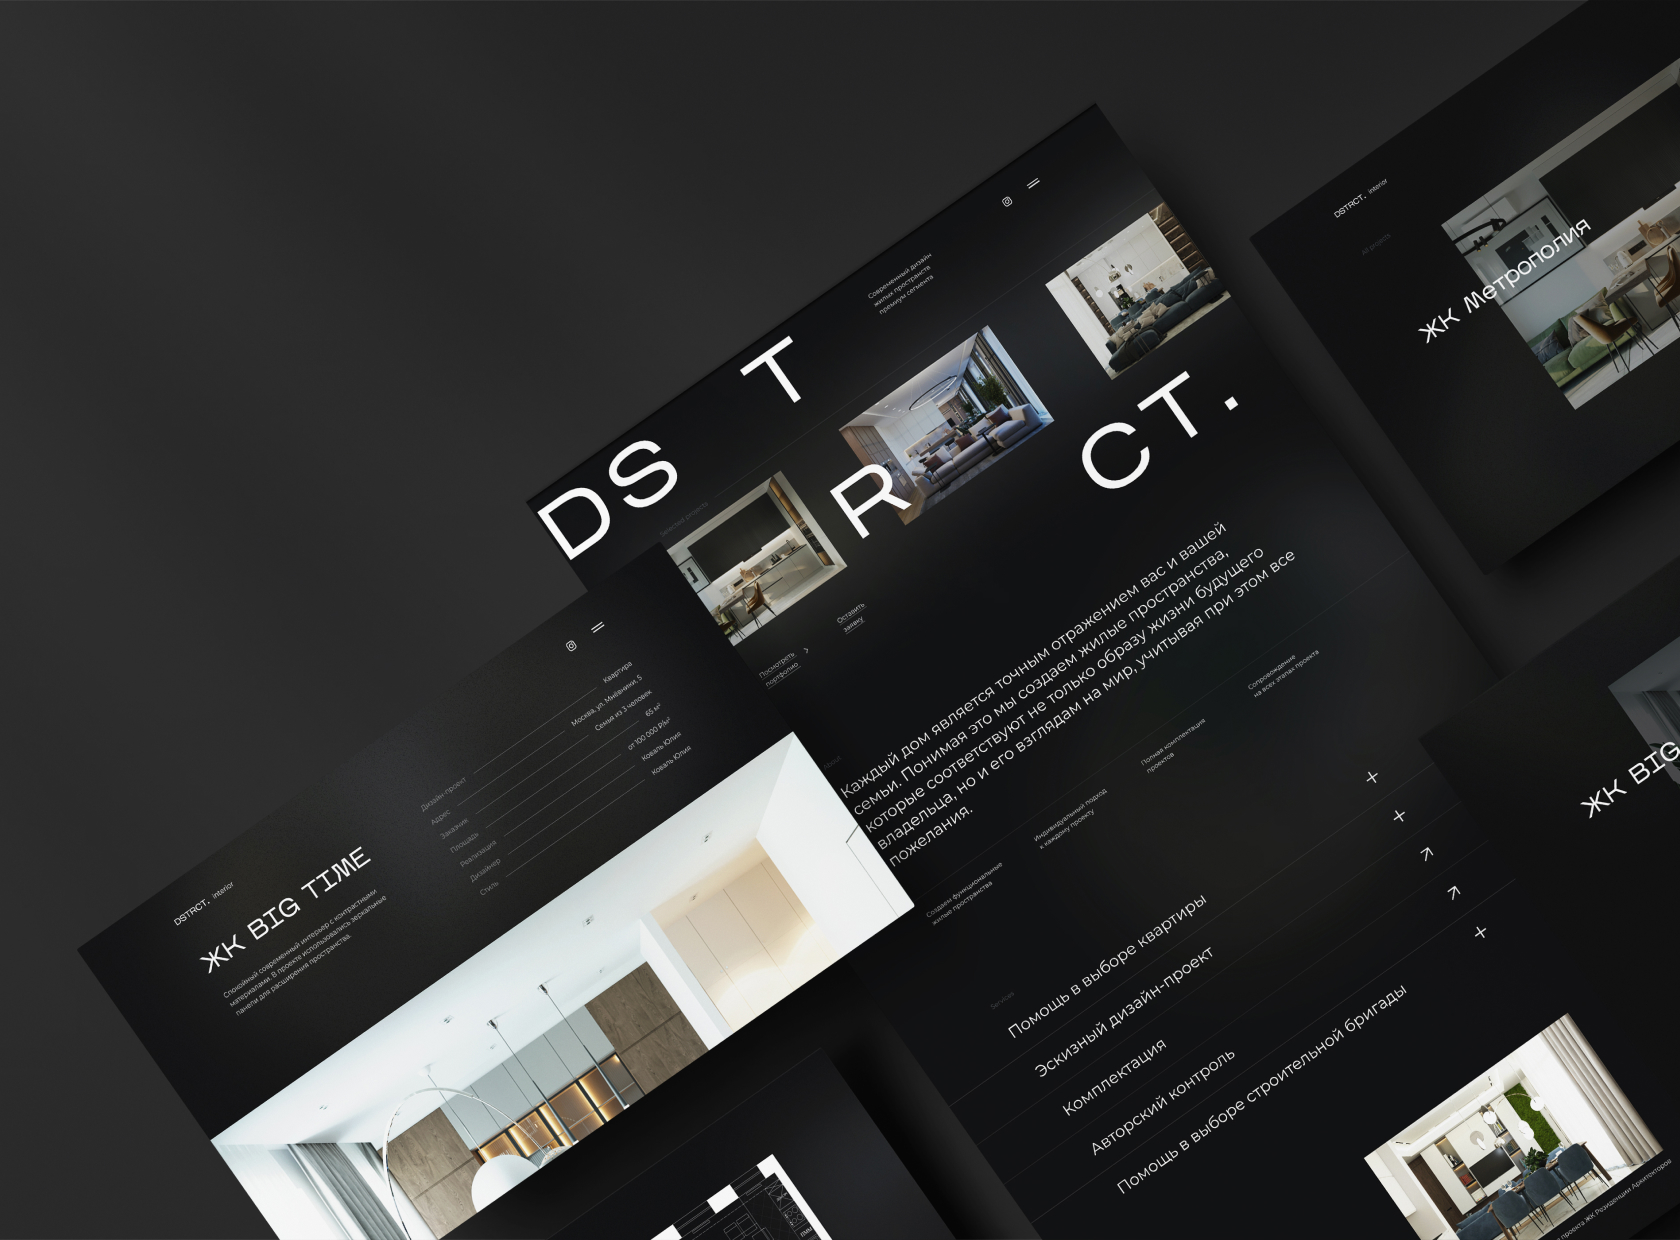 DSTRCT.
Современный дизайн
жилых пространств
премиум сегмента
Selected projects
Посмотреть
портфолио
Оставить
заявку
About
Каждый дом является точным отражением вас и вашей
семьи. Понимая это мы создаем жилые пространства,
которые соответствуют не только образу жизни будущего
владельца, но и его взглядам на мир, учитывая при этом все
пожелания.
Создаем функциональные
жилые пространства
Индивидуальный подход
к каждому проекту
Полная комплектация
проектов
Сопровождение
на всех этапах проекта
Services
Помощь в выборе квартиры
Эскизный дизайн-проект
Комплектация
Авторский контроль
Помощь в выборе строительной бригады
проекта ЖК Резиденции Архитекторов
DSTRCT. interior
ЖК BIG TIME
Спокойный современный интерьер с контрастными
материалами. В проекте использовались зеркальные
панели для расширения пространства.
Дизайн-проект Квартира
Адрес Москва, ул. Мнёвники, 5
Заказчик Семья из 3 человек
Площадь 65 м²
Реализация от 100 000 ₽/м²
Дизайнер Коваль Юлия
Стиль Коваль Юлия
DSTRCT. interior
All projects
ЖК Метрополия
ЖК BIG